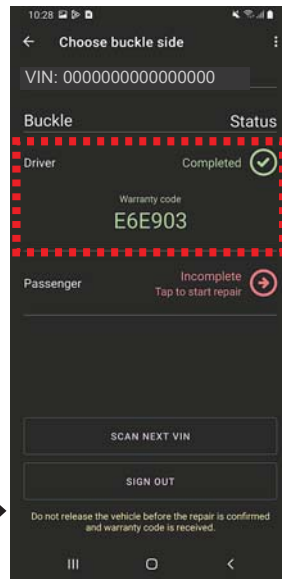 10:28
Choose buckle side
VIN: 0000000000000000
Buckle Status
Driver Completed
Warranty code
E6E903
Incomplete
Passenger Tap to start repair
SCAN NEXT VIN
SIGN OUT
Do not release the vehicle before the repair is confirmed
and warranty code is received.